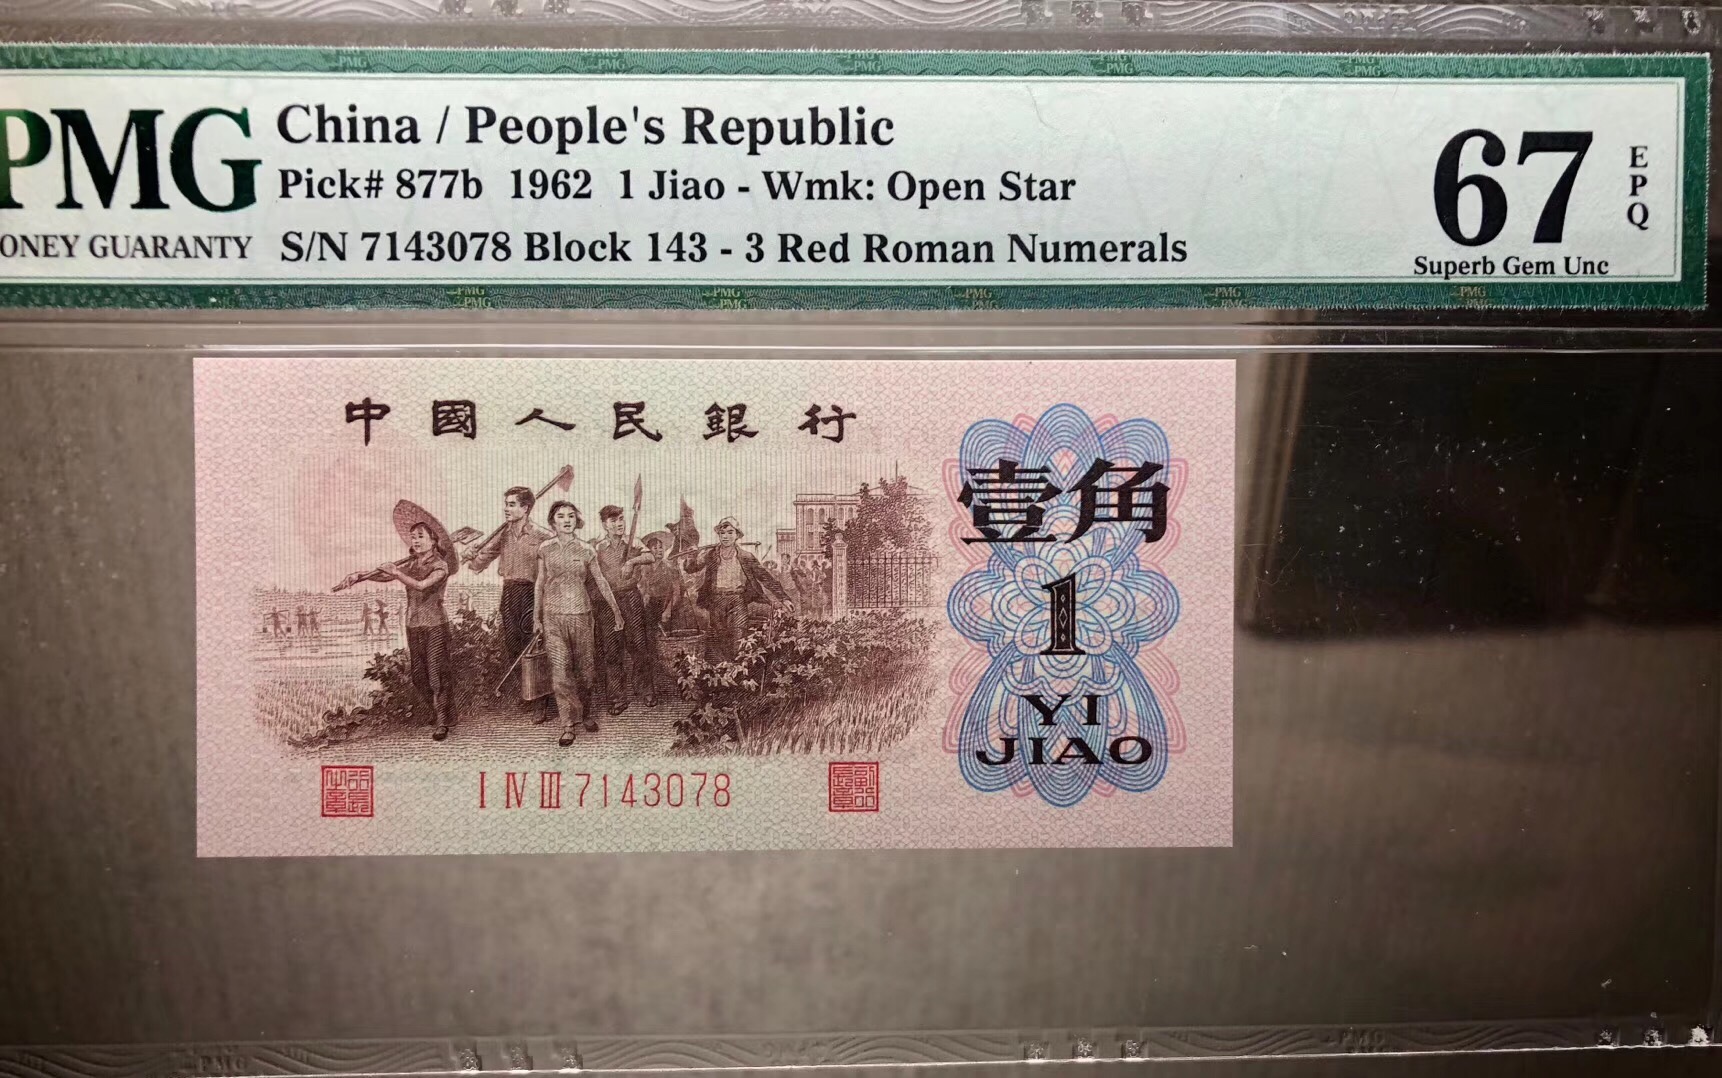 PMG
China / People's Republic
Pick# 877b 1962 1 Jiao - Wmk: Open Star
ONEY GUARANTY
S/N 7143078 Block 143 - 3 Red Roman Numerals
67
EPQ
Superb Gem Unc
中國人民銀行
壹角
1
YI
JIAO
I IV III 7143078